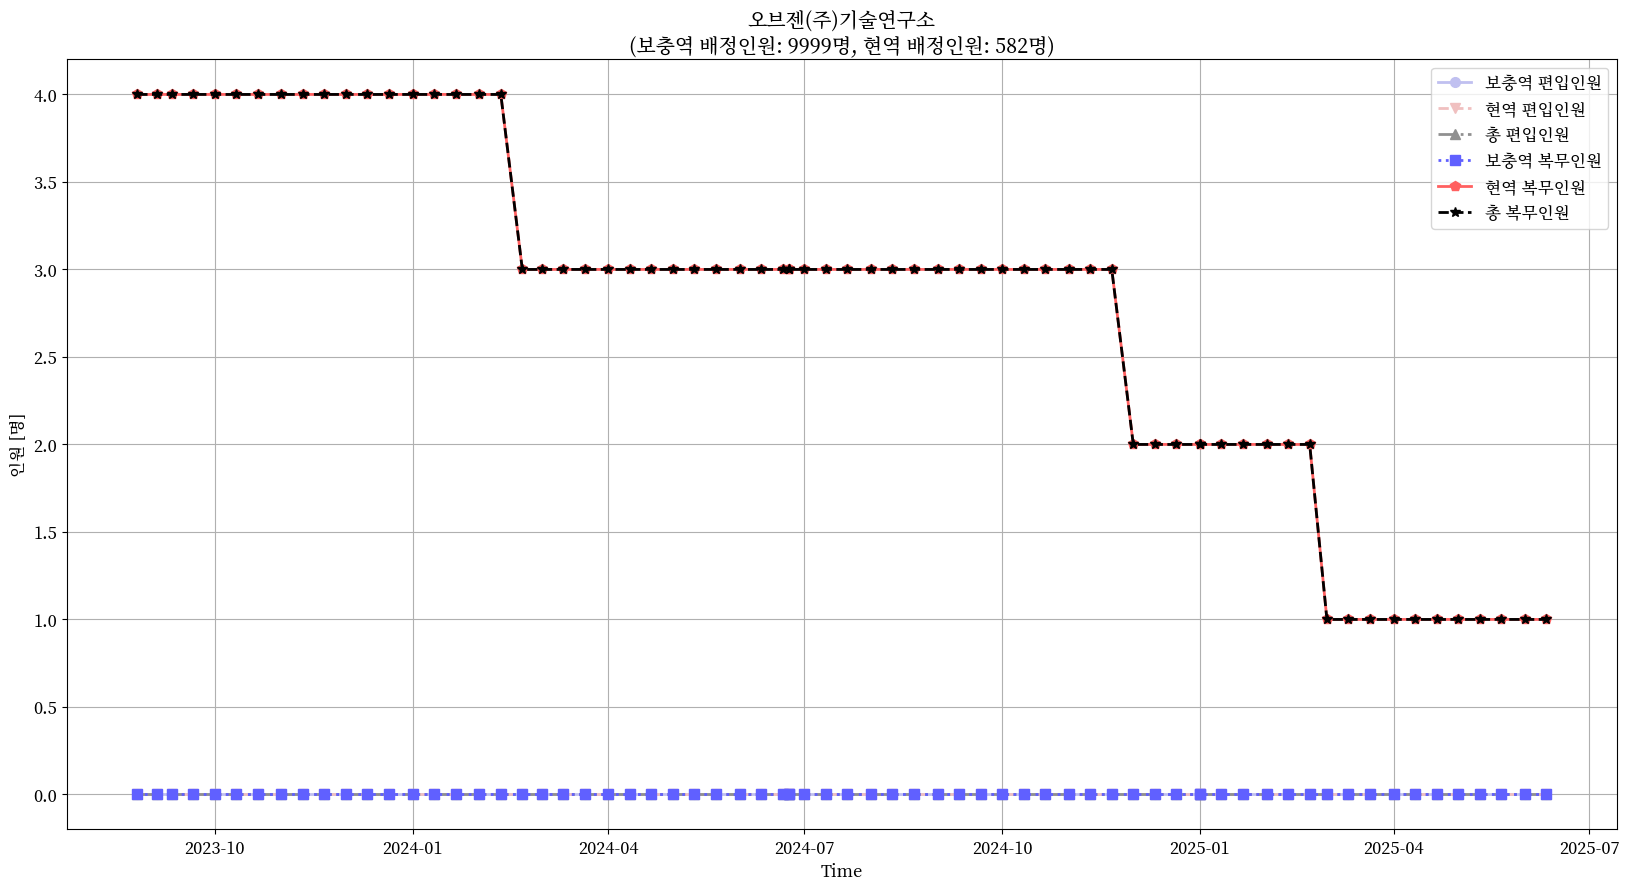 오브젠(주)기술연구소
(보충역 배정인원: 9999명, 현역 배정인원: 582명)
보충역 편입인원
현역 편입인원
총 편입인원
보충역 복무인원
현역 복무인원
총 복무인원
인원 [명]
4.0
3.5
3.0
2.5
2.0
1.5
1.0
0.5
0.0
2023-10 2024-01 2024-04 2024-07 2024-10 2025-01 2025-04 2025-07
Time